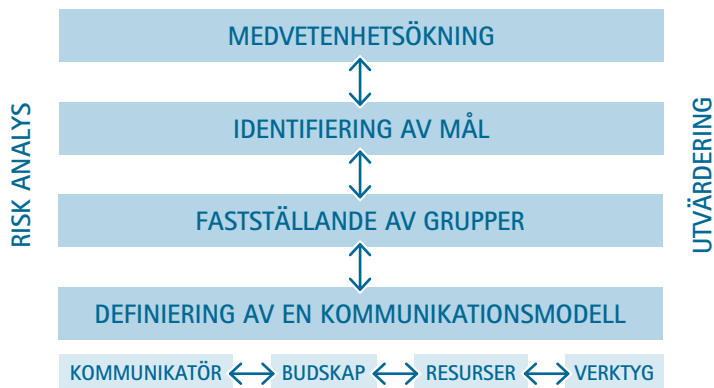 MEDVETENHETSÖKNING
IDENTIFIERING AV MÅL
FASTSTÄLLANDE AV GRUPPER
DEFINIERING AV EN KOMMUNIKATIONSMODELL
KOMMUNIKATÖR BUDSKAP RESURSER VERKTYG
RISK ANALYS
UTVÄRDERING